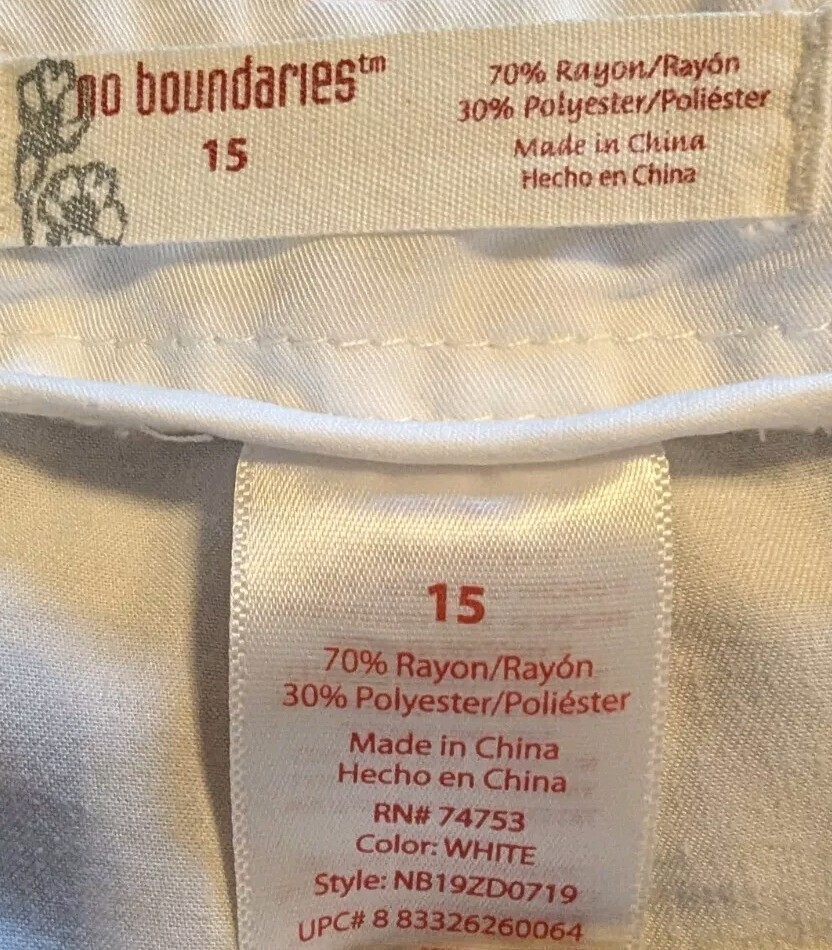 no boundaries™
15
70% Rayon/Rayón
30% Polyester/Poliéster
Made in China
Hecho en China
15
70% Rayon/Rayón
30% Polyester/Poliéster
Made in China
Hecho en China
RN# 74753
Color: WHITE
Style: NB19ZD0719
UPC# 8 83326260064